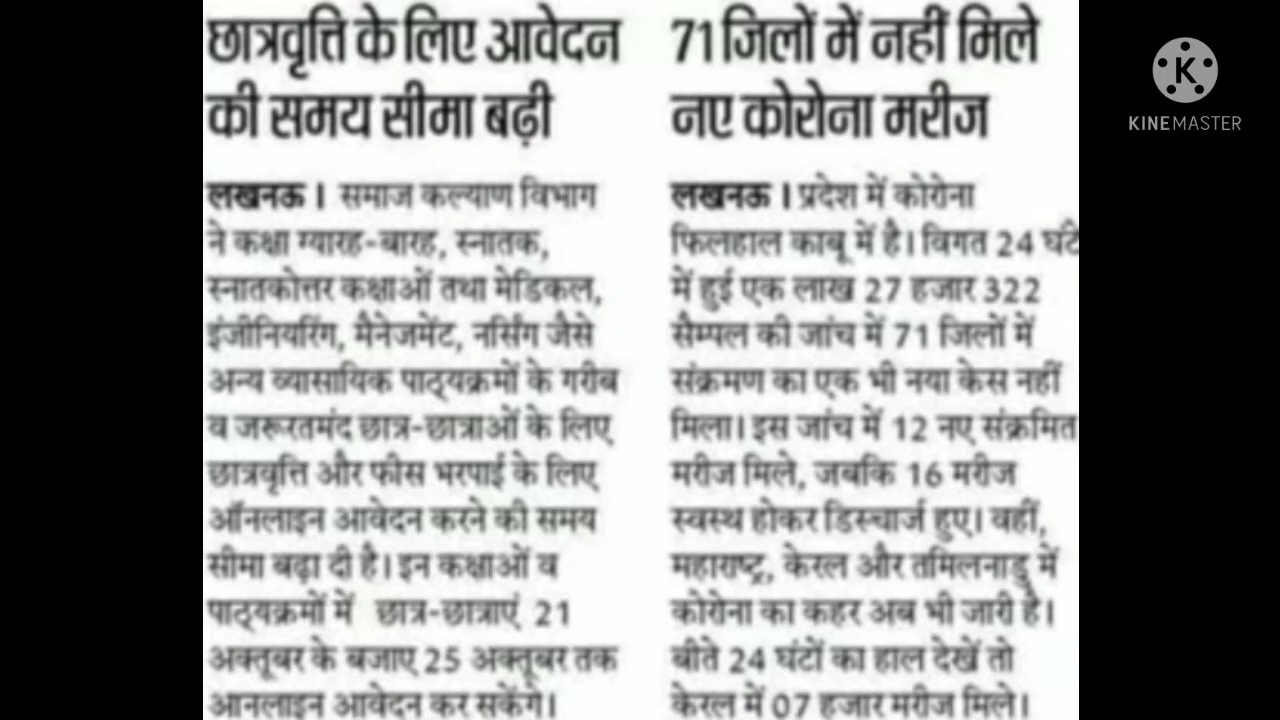 छात्रवृत्ति के लिए आवेदन
की समय सीमा बढ़ी
लखनऊ । समाज कल्याण विभाग
ने कक्षा ग्यारह-बारह, स्नातक,
स्नातकोत्तर कक्षाओं तथा मेडिकल,
इंजीनियरिंग, मैनेजमेंट, नर्सिंग जैसे
अन्य व्यासायिक पाठ्यक्रमों के गरीब
व जरूरतमंद छात्र-छात्राओं के लिए
छात्रवृत्ति और फीस भरपाई के लिए
ऑनलाइन आवेदन करने की समय
सीमा बढ़ा दी है। इन कक्षाओं व
पाठ्यक्रमों में छात्र-छात्राएं 21
अक्तूबर के बजाए 25 अक्तूबर तक
आनलाइन आवेदन कर सकेंगे।
71 जिलों में नहीं मिले
नए कोरोना मरीज
लखनऊ । प्रदेश में कोरोना
फिलहाल काबू में है। विगत 24 घंटे
में हुई एक लाख 27 हजार 322
सैम्पल की जांच में 71 जिलों में
संक्रमण का एक भी नया केस नहीं
मिला। इस जांच में 12 नए संक्रमित
मरीज मिले, जबकि 16 मरीज
स्वस्थ होकर डिस्चार्ज हुए। वहीं,
महाराष्ट्र, केरल और तमिलनाडु में
कोरोना का कहर अब भी जारी है।
बीते 24 घंटों का हाल देखें तो
केरल में 07 हजार मरीज मिले।
K
KINEMASTER